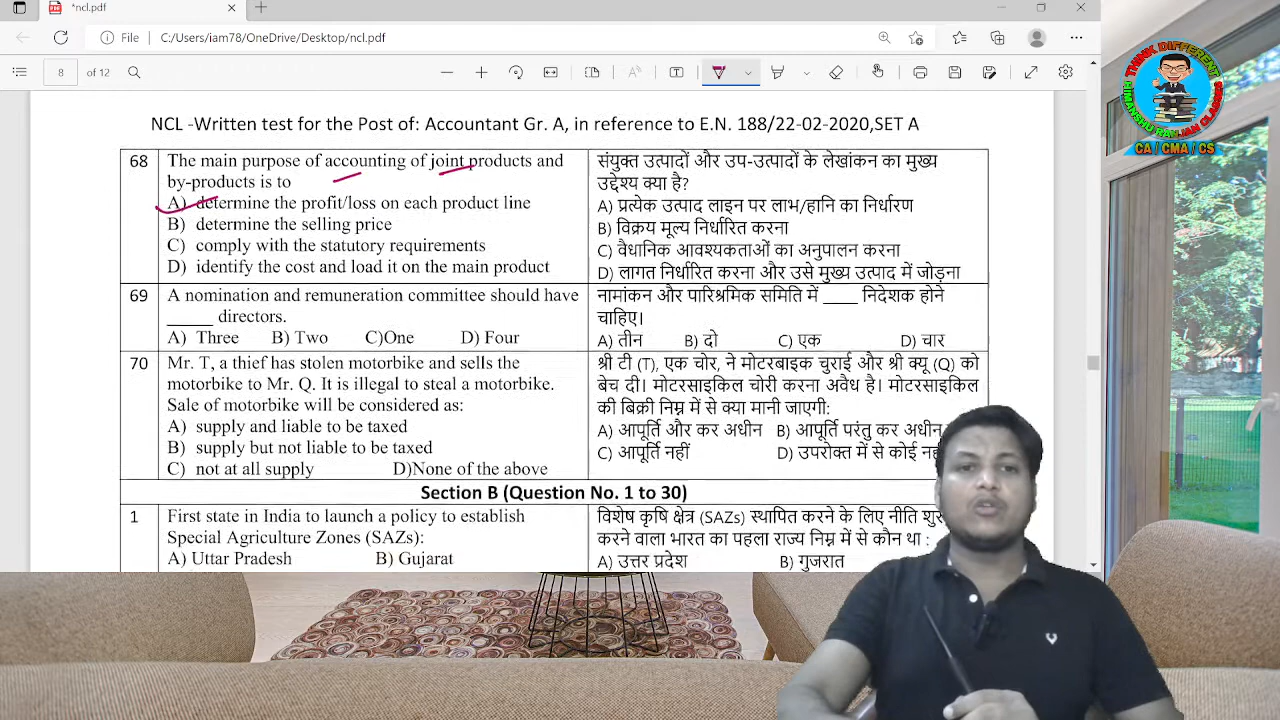 *ncl.pdf
File
C:/Users/iam78/OneDrive/Desktop/ncl.pdf
8 of 12
THINK DIFFERENT
HIMANSHU RANJAN CLASSES
CA / CMA / CS
NCL -Written test for the Post of: Accountant Gr. A, in reference to E.N. 188/22-02-2020,SET A
68
The main purpose of accounting of joint products and
by-products is to
A) determine the profit/loss on each product line
B) determine the selling price
C) comply with the statutory requirements
D) identify the cost and load it on the main product
संयुक्त उत्पादों और उप-उत्पादों के लेखांकन का मुख्य
उद्देश्य क्या है?
A) प्रत्येक उत्पाद लाइन पर लाभ/हानि का निर्धारण
B) विक्रय मूल्य निर्धारित करना
C) वैधानिक आवश्यकताओं का अनुपालन करना
D) लागत निर्धारित करना और उसे मुख्य उत्पाद में जोड़ना
69
A nomination and remuneration committee should have
_____ directors.
A) Three B) Two C)One D) Four
नामांकन और पारिश्रमिक समिति में ____ निदेशक होने
चाहिए।
A) तीन B) दो C) एक D) चार
70
Mr. T, a thief has stolen motorbike and sells the
motorbike to Mr. Q. It is illegal to steal a motorbike.
Sale of motorbike will be considered as:
A) supply and liable to be taxed
B) supply but not liable to be taxed
C) not at all supply D)None of the above
श्री टी (T), एक चोर, ने मोटरबाइक चुराई और श्री क्यू (Q) को
बेच दी। मोटरसाइकिल चोरी करना अवैध है। मोटरसाइकिल
की बिक्री निम्न में से क्या मानी जाएगी:
A) आपूर्ति और कर अधीन B) आपूर्ति परंतु कर अधीन
C) आपूर्ति नहीं D) उपरोक्त में से कोई
Section B (Question No. 1 to 30)
1
First state in India to launch a policy to establish
Special Agriculture Zones (SAZs):
A) Uttar Pradesh B) Gujarat
विशेष कृषि क्षेत्र (SAZs) स्थापित करने के लिए नीति
करने वाला भारत का पहला राज्य निम्न में से कौन था :
A) उत्तर प्रदेश B) गुजरात